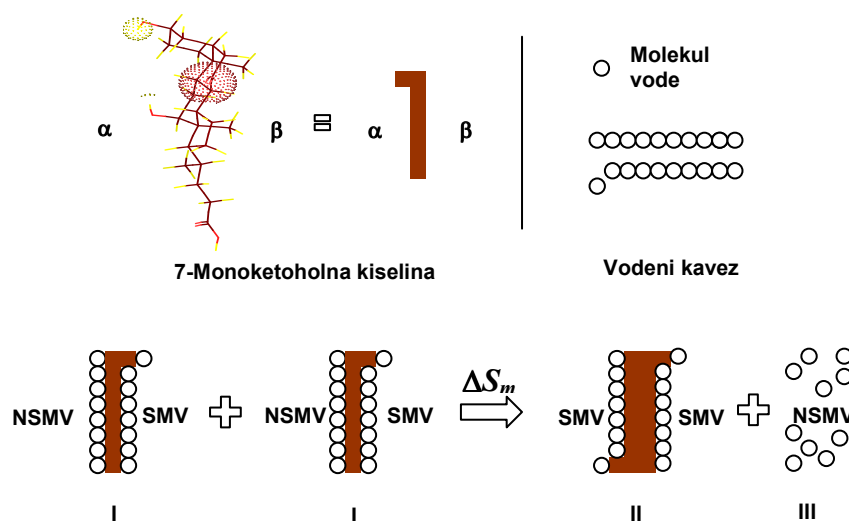 Molekul
vode
α β α β
7-Monoketoholna kiselina
Vodeni kavez
ΔSm
NSMV SMV NSMV SMV SMV SMV NSMV
I I II III